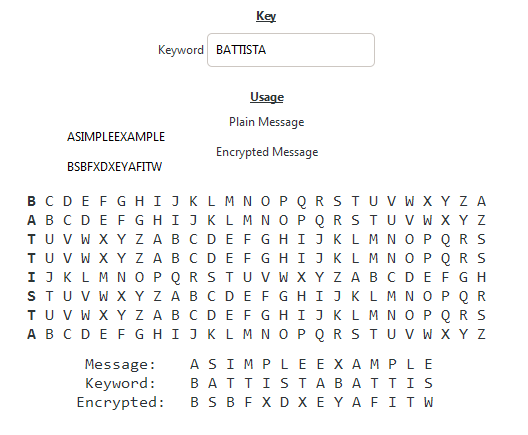 Key
Keyword BATTISTA
Usage
Plain Message
ASIMPLEEXAMPLE
Encrypted Message
BSBFXDXEYAFITW
B C D E F G H I J K L M N O P Q R S T U V W X Y Z A
A B C D E F G H I J K L M N O P Q R S T U V W X Y Z
T U V W X Y Z A B C D E F G H I J K L M N O P Q R S
T U V W X Y Z A B C D E F G H I J K L M N O P Q R S
I J K L M N O P Q R S T U V W X Y Z A B C D E F G H
S T U V W X Y Z A B C D E F G H I J K L M N O P Q R
T U V W X Y Z A B C D E F G H I J K L M N O P Q R S
A B C D E F G H I J K L M N O P Q R S T U V W X Y Z
Message: A S I M P L E E X A M P L E
Keyword: B A T T I S T A B A T T I S
Encrypted: B S B F X D X E Y A F I T W